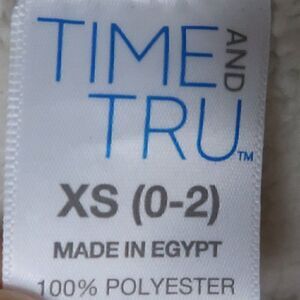 TIME AND
TRU™
XS (0-2)
MADE IN EGYPT
100% POLYESTER